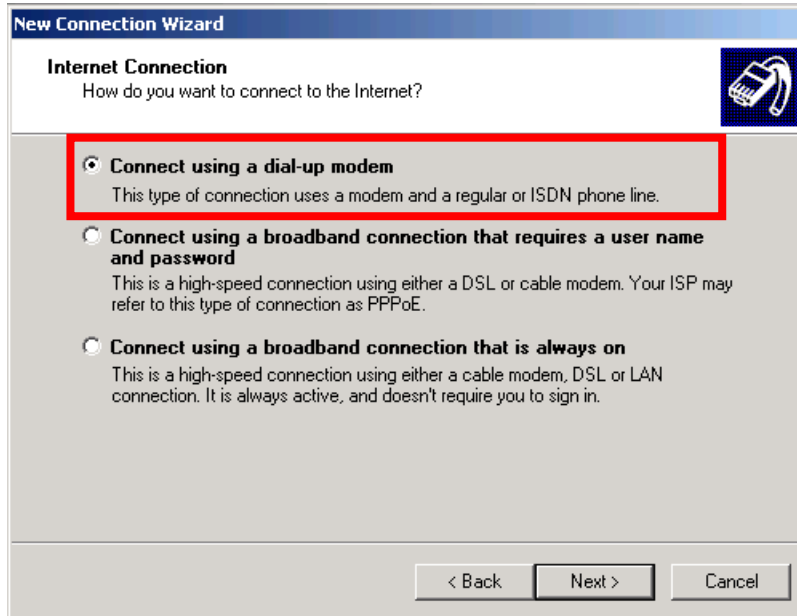 New Connection Wizard
Internet Connection
How do you want to connect to the Internet?
Connect using a dial-up modem
This type of connection uses a modem and a regular or ISDN phone line.
Connect using a broadband connection that requires a user name
and password
This is a high-speed connection using either a DSL or cable modem. Your ISP may
refer to this type of connection as PPPoE.
Connect using a broadband connection that is always on
This is a high-speed connection using either a cable modem, DSL or LAN
connection. It is always active, and doesn't require you to sign in.
< Back Next > Cancel